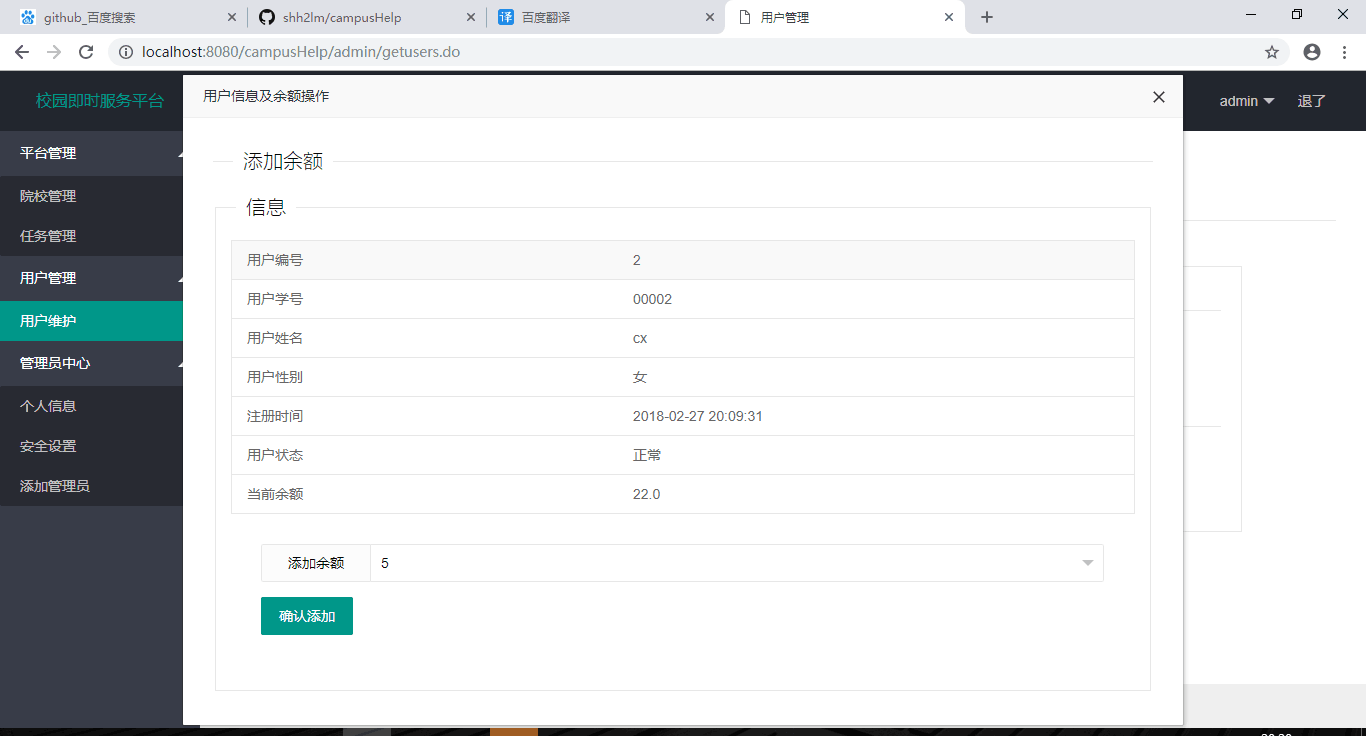 github_百度搜索
shh2lm/campusHelp
译 百度翻译
用户管理
localhost:8080/campusHelp/admin/getusers.do
校园即时服务平台
用户信息及余额操作
admin
退了
平台管理
院校管理
任务管理
用户管理
用户维护
管理员中心
个人信息
安全设置
添加管理员
添加余额
信息
用户编号 2
用户学号 00002
用户姓名 cx
用户性别 女
注册时间 2018-02-27 20:09:31
用户状态 正常
当前余额 22.0
添加余额 5
确认添加